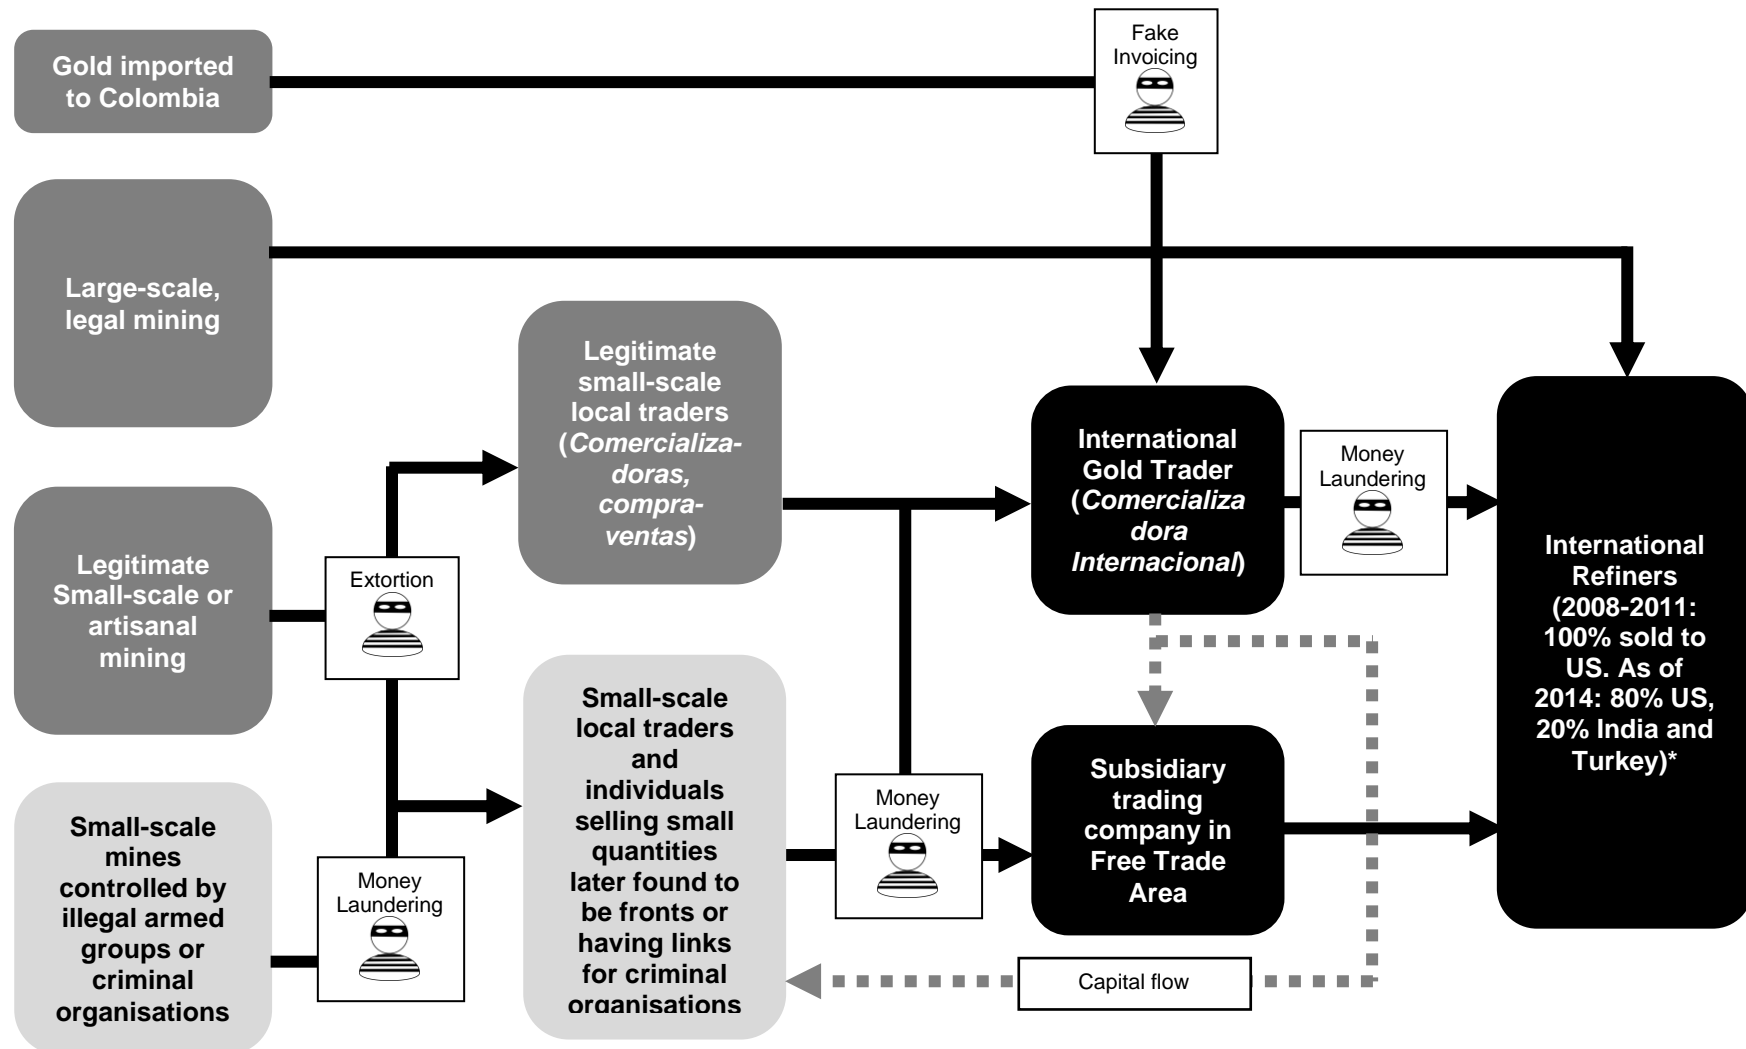 Fake
Invoicing
Gold imported
to Colombia
Large-scale,
legal mining
Legitimate
small-scale
local traders
(Comercializa-
doras,
compra-
ventas)
International
Gold Trader
(Comercializa
dora
Internacional)
Money
Laundering
International
Refiners
(2008-2011:
100% sold to
US. As of
2014: 80% US,
20% India and
Turkey)*
Legitimate
Small-scale or
artisanal
mining
Extortion
Small-scale
local traders
and
individuals
selling small
quantities
later found to
be fronts or
having links
for criminal
organisations
Money
Laundering
Subsidiary
trading
company in
Free Trade
Area
Small-scale
mines
controlled by
illegal armed
groups or
criminal
organisations
Money
Laundering
Capital flow